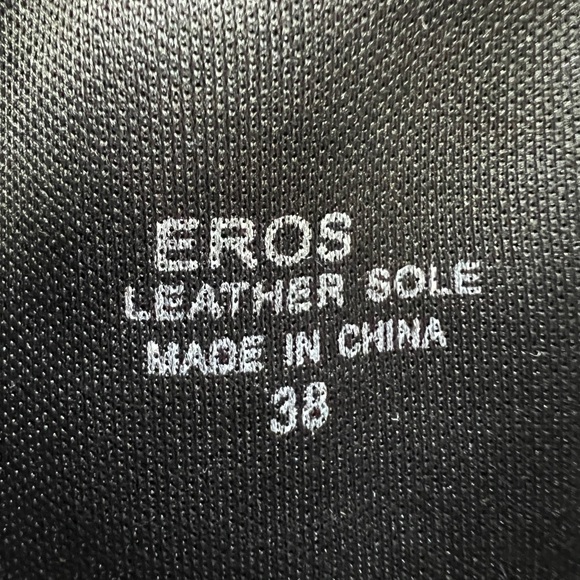 EROS
LEATHER SOLE
MADE IN CHINA
38